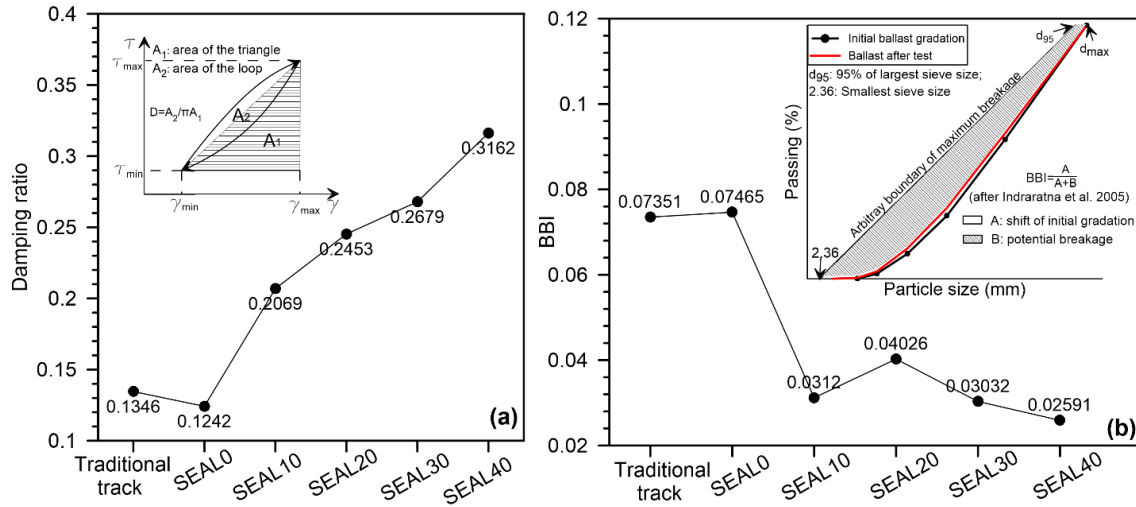 0.4
0.35
0.3
0.25
0.2
0.15
0.1
Damping ratio
τ
τmax
τmin
A1: area of the triangle
A2: area of the loop
D=A2/πA1
A2
A1
γmin
γmax
γ
0.1346
0.1242
0.2069
0.2453
0.2679
0.3162
(a)
Traditional
track
SEAL0
SEAL10
SEAL20
SEAL30
SEAL40
0.12
0.1
0.08
0.06
0.04
0.02
BBI
Initial ballast gradation
Ballast after test
d95: 95% of largest sieve size;
2.36: Smallest sieve size
d95
dmax
Passing (%)
Arbitray boundary of maximum breakage
BBI=A/A+B
(after Indraratna et al. 2005)
A: shift of initial gradation
B: potential breakage
2.36
Particle size (mm)
0.07351
0.07465
0.0312
0.04026
0.03032
0.02591
(b)
Traditional
track
SEAL0
SEAL10
SEAL20
SEAL30
SEAL40